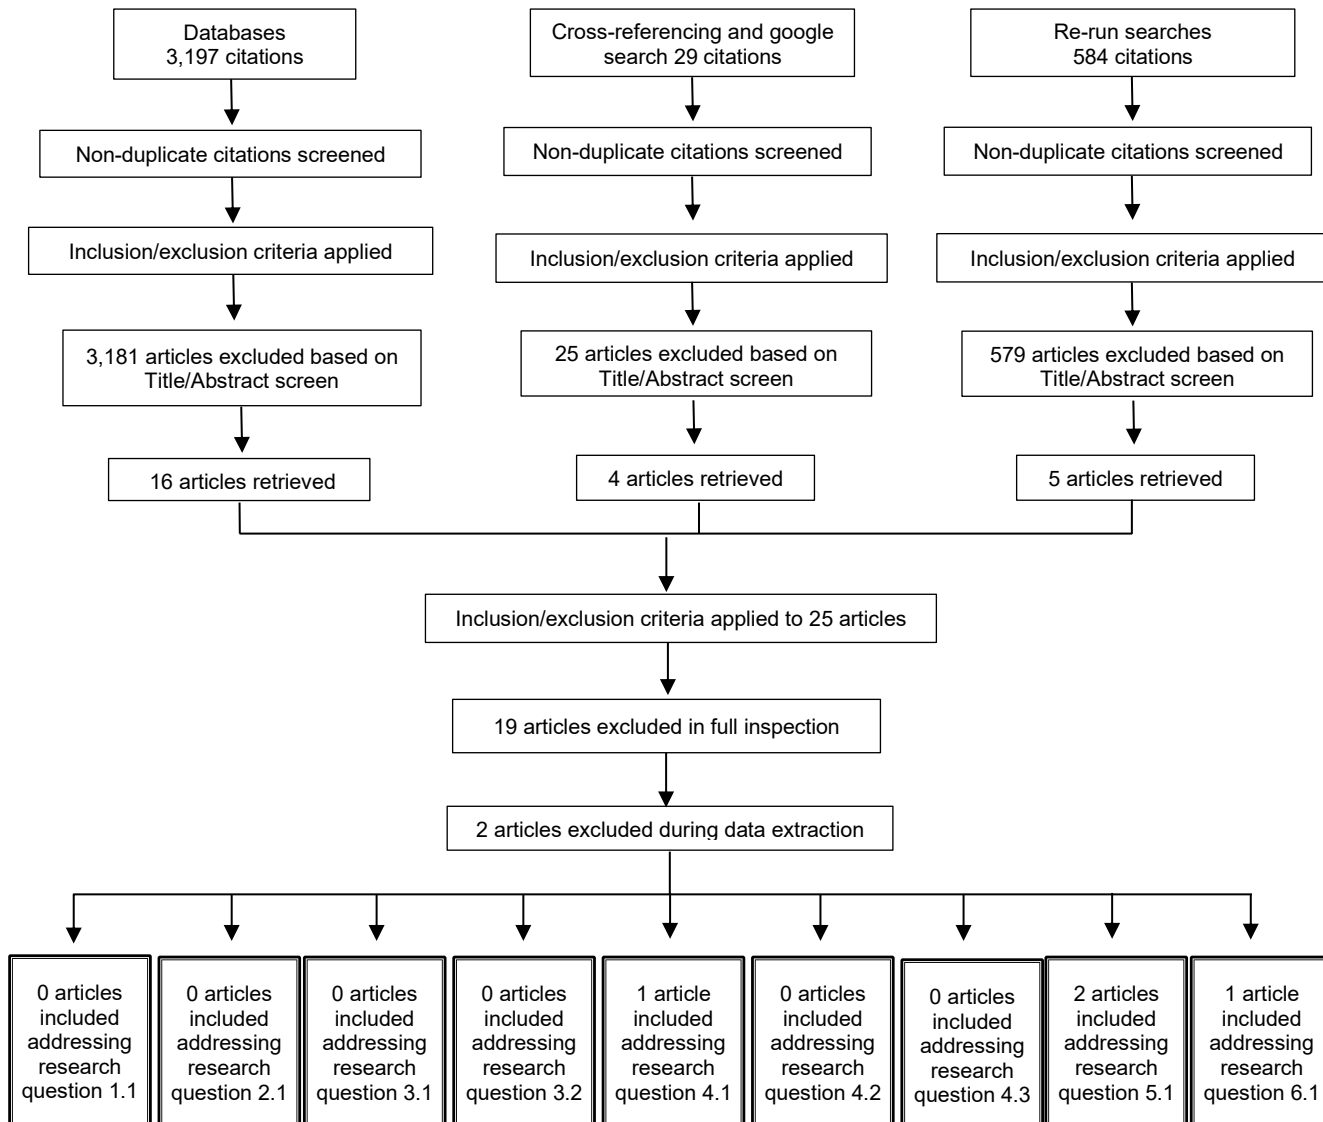 Databases
3,197 citations
Cross-referencing and google
search 29 citations
Re-run searches
584 citations
Non-duplicate citations screened
Non-duplicate citations screened
Non-duplicate citations screened
Inclusion/exclusion criteria applied
Inclusion/exclusion criteria applied
Inclusion/exclusion criteria applied
3,181 articles excluded based on
Title/Abstract screen
25 articles excluded based on
Title/Abstract screen
579 articles excluded based on
Title/Abstract screen
16 articles retrieved
4 articles retrieved
5 articles retrieved
Inclusion/exclusion criteria applied to 25 articles
19 articles excluded in full inspection
2 articles excluded during data extraction
0 articles
included
addressing
research
question 1.1
0 articles
included
addressing
research
question 2.1
0 articles
included
addressing
research
question 3.1
0 articles
included
addressing
research
question 3.2
1 article
included
addressing
research
question 4.1
0 articles
included
addressing
research
question 4.2
0 articles
included
addressing
research
question 4.3
2 articles
included
addressing
research
question 5.1
1 article
included
addressing
research
question 6.1